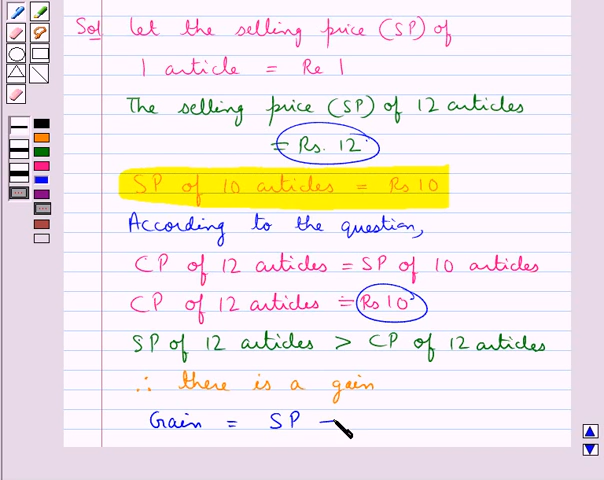 Sol Let the selling price (SP) of
1 article = Re 1
The selling price (SP) of 12 articles
= Rs. 12
SP of 10 articles = Rs 10
According to the question,
CP of 12 articles = SP of 10 articles
CP of 12 articles = Rs 10
SP of 12 articles > CP of 12 articles
∴ there is a gain
Gain = SP -